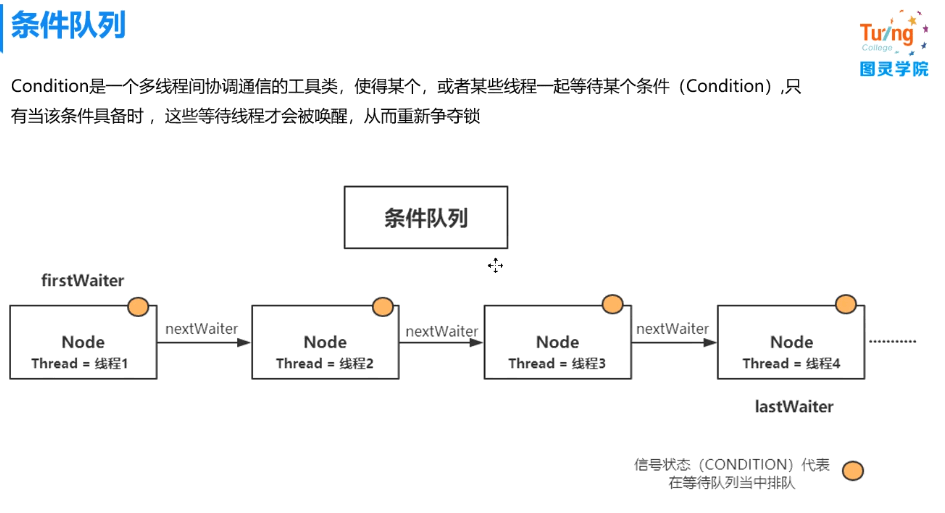 条件队列
Tuling
College
图灵学院
Condition是一个多线程间协调通信的工具类，使得某个，或者某些线程一起等待某个条件（Condition）,只
有当该条件具备时 ，这些等待线程才会被唤醒，从而重新争夺锁
条件队列
firstWaiter
Node
Thread = 线程1
nextWaiter
Node
Thread = 线程2
nextWaiter
Node
Thread = 线程3
nextWaiter
Node
Thread = 线程4
lastWaiter
信号状态（CONDITION）代表
在等待队列当中排队